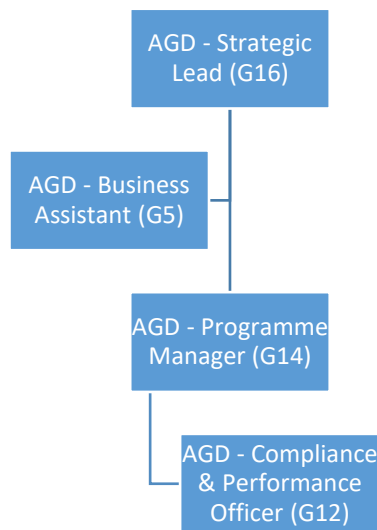 AGD - Strategic
Lead (G16)
AGD - Business
Assistant (G5)
AGD - Programme
Manager (G14)
AGD - Compliance
& Performance
Officer (G12)